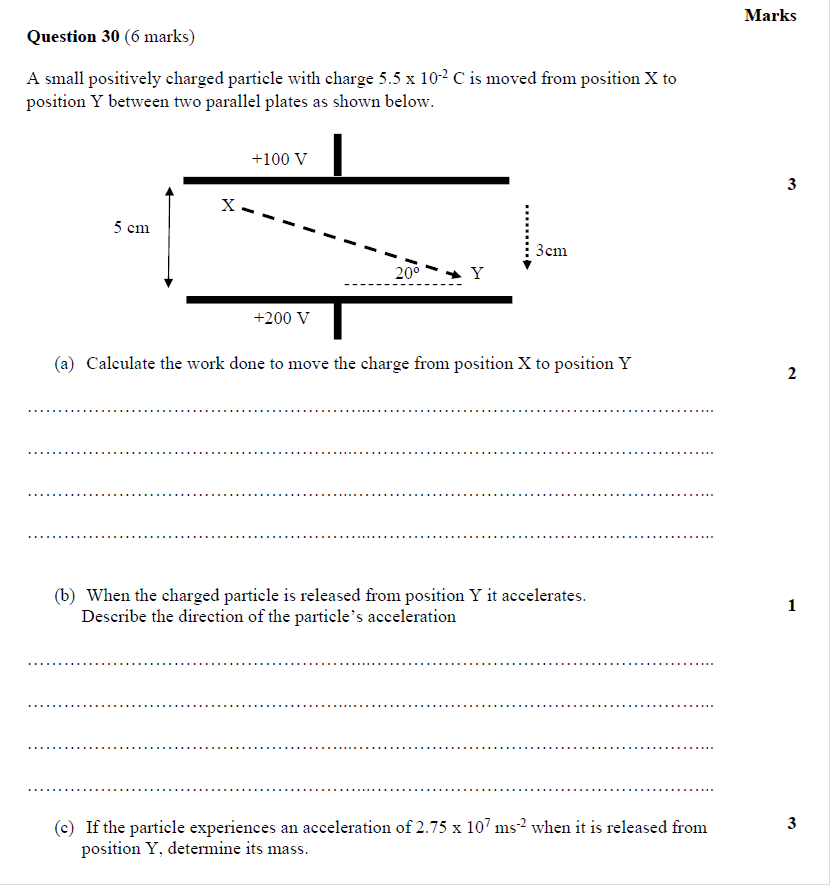 Marks
Question 30 (6 marks)
A small positively charged particle with charge 5.5 x 10⁻² C is moved from position X to
position Y between two parallel plates as shown below.
+100 V
3
X
5 cm
3cm
20⁰
Y
+200 V
(a) Calculate the work done to move the charge from position X to position Y
2
(b) When the charged particle is released from position Y it accelerates.
1
Describe the direction of the particle’s acceleration
(c) If the particle experiences an acceleration of 2.75 x 10⁷ ms⁻² when it is released from
3
position Y, determine its mass.